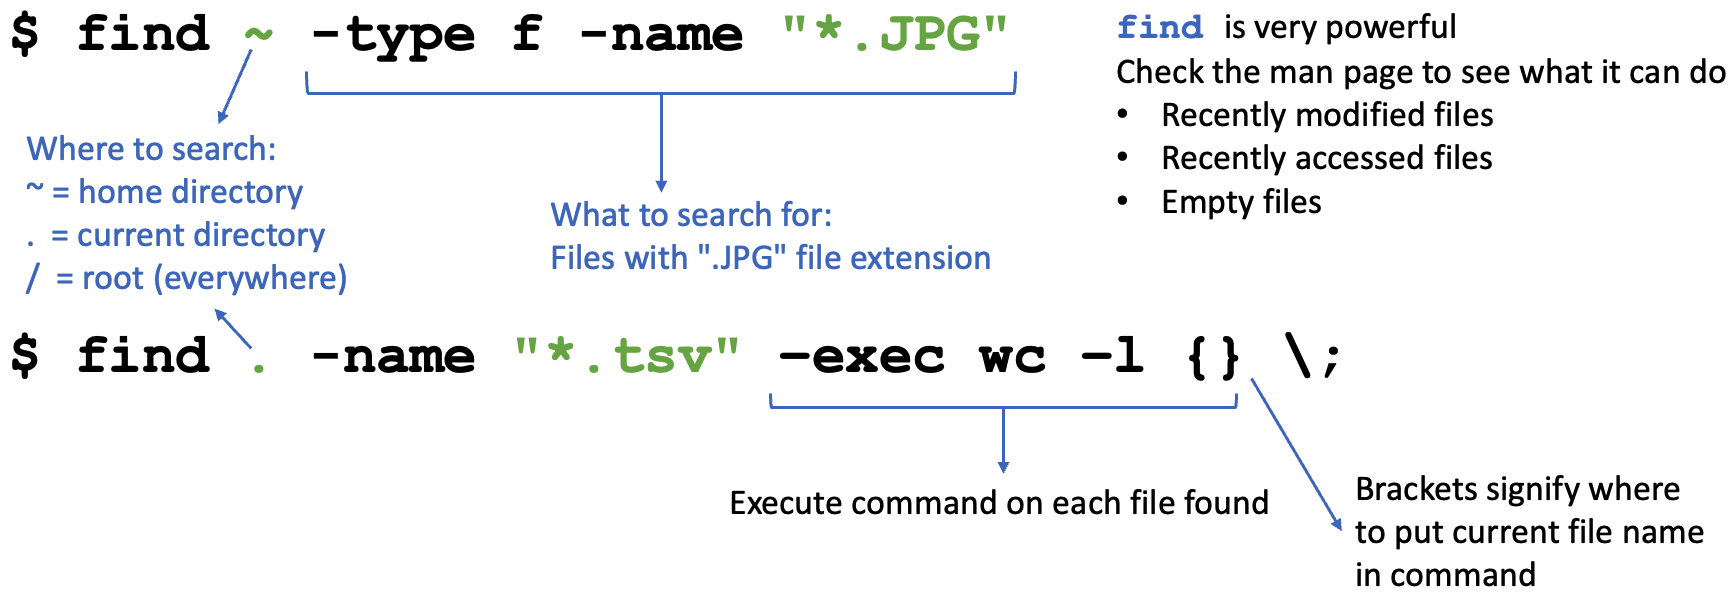 $ find ~ -type f -name "*.JPG"
find is very powerful
Check the man page to see what it can do
• Recently modified files
• Recently accessed files
• Empty files
Where to search:
~ = home directory
. = current directory
/ = root (everywhere)
What to search for:
Files with ".JPG" file extension
$ find . -name "*.tsv" –exec wc –l {} \;
Execute command on each file found
Brackets signify where
to put current file name
in command